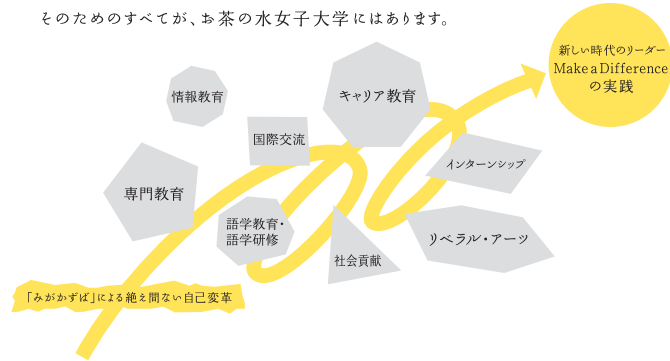 そのためのすべてが、お茶の水女子大学にはあります。
新しい時代のリーダー
Make a Difference
の実践
情報教育
キャリア教育
国際交流
インターンシップ
専門教育
語学教育・
語学研修
リベラル・アーツ
社会貢献
「みがかずば」による絶え間ない自己変革